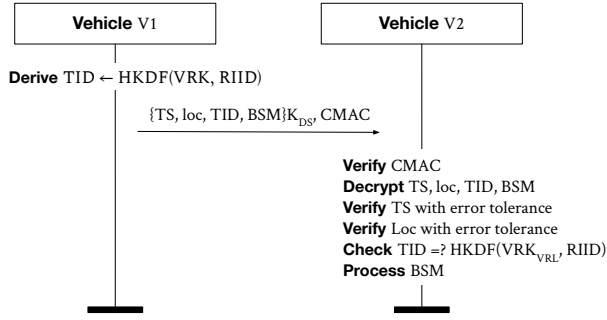 Vehicle V1
Vehicle V2
Derive TID ← HKDF(VRK, RIID)
{TS, loc, TID, BSM}K_DS, CMAC
Verify CMAC
Decrypt TS, loc, TID, BSM
Verify TS with error tolerance
Verify Loc with error tolerance
Check TID =? HKDF(VRK_VRL, RIID)
Process BSM